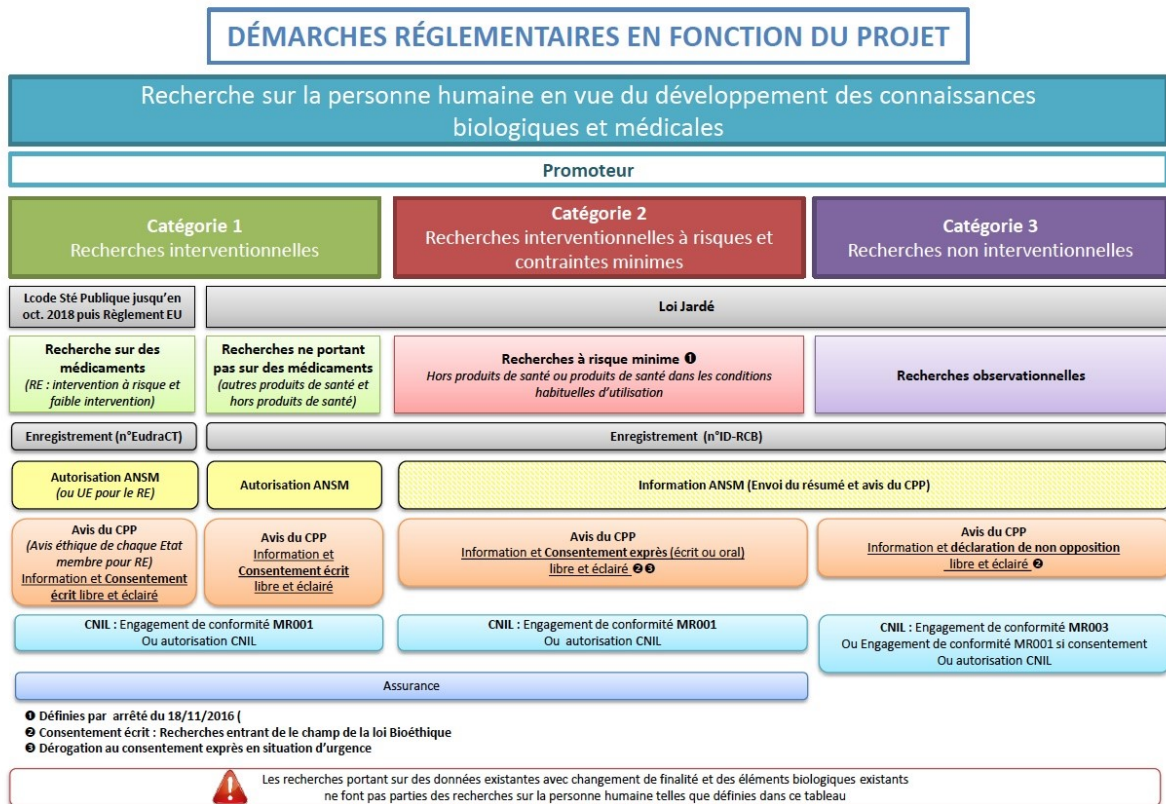 DÉMARCHES RÉGLEMENTAIRES EN FONCTION DU PROJET
Recherche sur la personne humaine en vue du développement des connaissances
biologiques et médicales
Promoteur
Catégorie 1
Recherches interventionnelles
Catégorie 2
Recherches interventionnelles à risques et
contraintes minimes
Catégorie 3
Recherches non interventionnelles
Lcode Sté Publique jusqu'en
oct. 2018 puis Règlement EU
Loi Jardé
Recherche sur des
médicaments
(RE : intervention à risque et
faible intervention)
Recherches ne portant
pas sur des médicaments
(autres produits de santé et
hors produits de santé)
Recherches à risque minime ❶
Hors produits de santé ou produits de santé dans les conditions
habituelles d'utilisation
Recherches observationnelles
Enregistrement (n°EudraCT)
Enregistrement (n°ID-RCB)
Autorisation ANSM
(ou UE pour le RE)
Autorisation ANSM
Information ANSM (Envoi du résumé et avis du CPP)
Avis du CPP
(Avis éthique de chaque Etat
membre pour RE)
Information et Consentement
écrit libre et éclairé
Avis du CPP
Information et
Consentement écrit
libre et éclairé
Avis du CPP
Information et Consentement exprès (écrit ou oral)
libre et éclairé ❷❸
Avis du CPP
Information et déclaration de non opposition
libre et éclairé ❷
CNIL : Engagement de conformité MR001
Ou autorisation CNIL
CNIL : Engagement de conformité MR001
Ou autorisation CNIL
CNIL : Engagement de conformité MR003
Ou Engagement de conformité MR001 si consentement
Ou autorisation CNIL
Assurance
❶ Définies par arrêté du 18/11/2016 (
❷ Consentement écrit : Recherches entrant de le champ de la loi Bioéthique
❸ Dérogation au consentement exprès en situation d'urgence
Les recherches portant sur des données existantes avec changement de finalité et des éléments biologiques existants
ne font pas parties des recherches sur la personne humaine telles que définies dans ce tableau